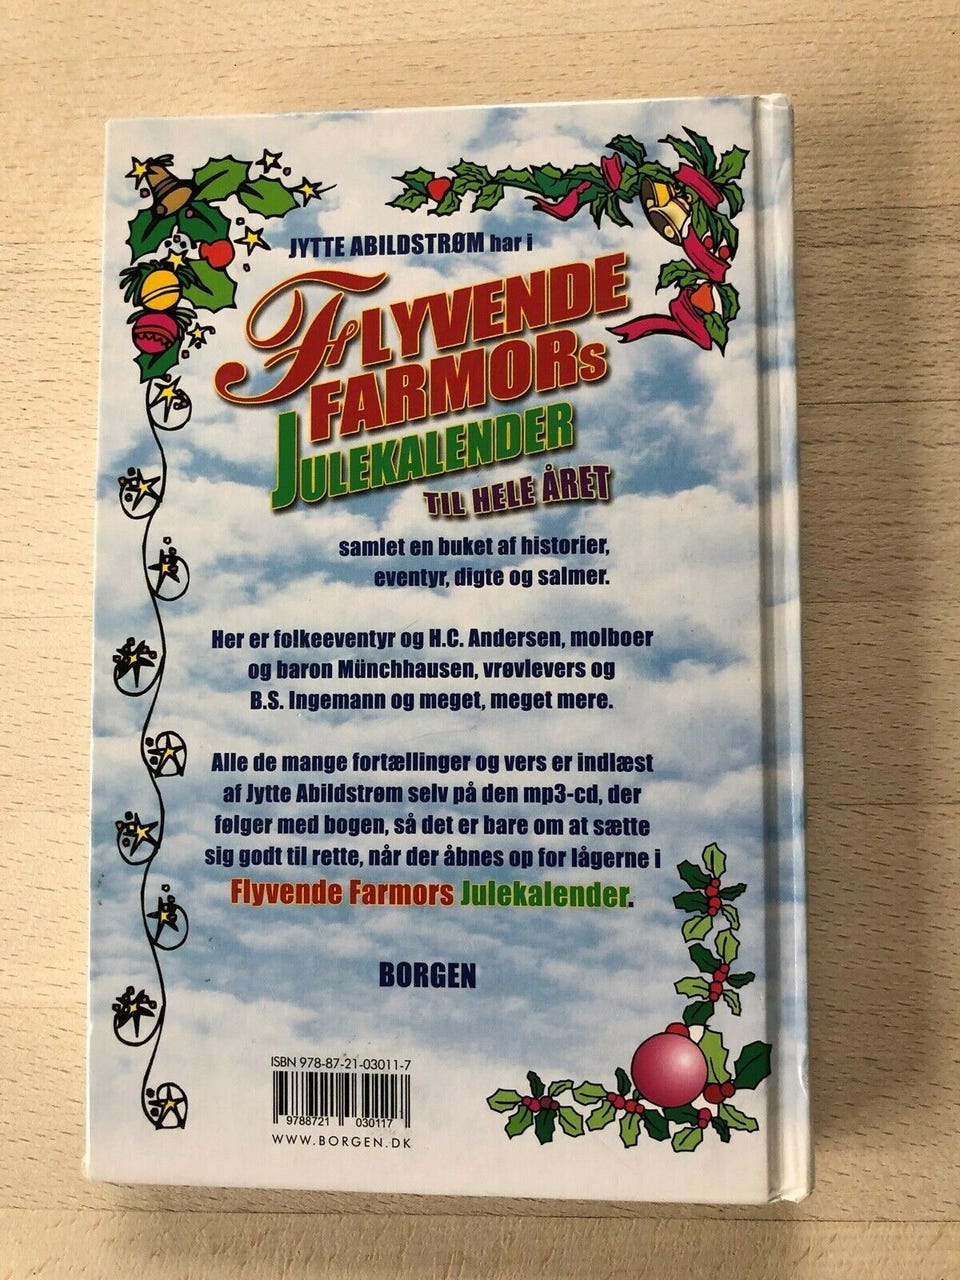 JYTTE ABILDSTRØM har i
FLYVENDE
FARMORs
JULEKALENDER
TIL HELE ÅRET
samlet en buket af historier,
eventyr, digte og salmer.
Her er folkeeventyr og H.C. Andersen, molboer
og baron Münchhausen, vrøvlevers og
B.S. Ingemann og meget, meget mere.
Alle de mange fortællinger og vers er indlæst
af Jytte Abildstrøm selv på den mp3-cd, der
følger med bogen, så det er bare om at sætte
sig godt til rette, når der åbnes op for lågerne i
Flyvende Farmors Julekalender.
BORGEN
ISBN 978-87-21-03011-7
9788721 030117
WWW.BORGEN.DK